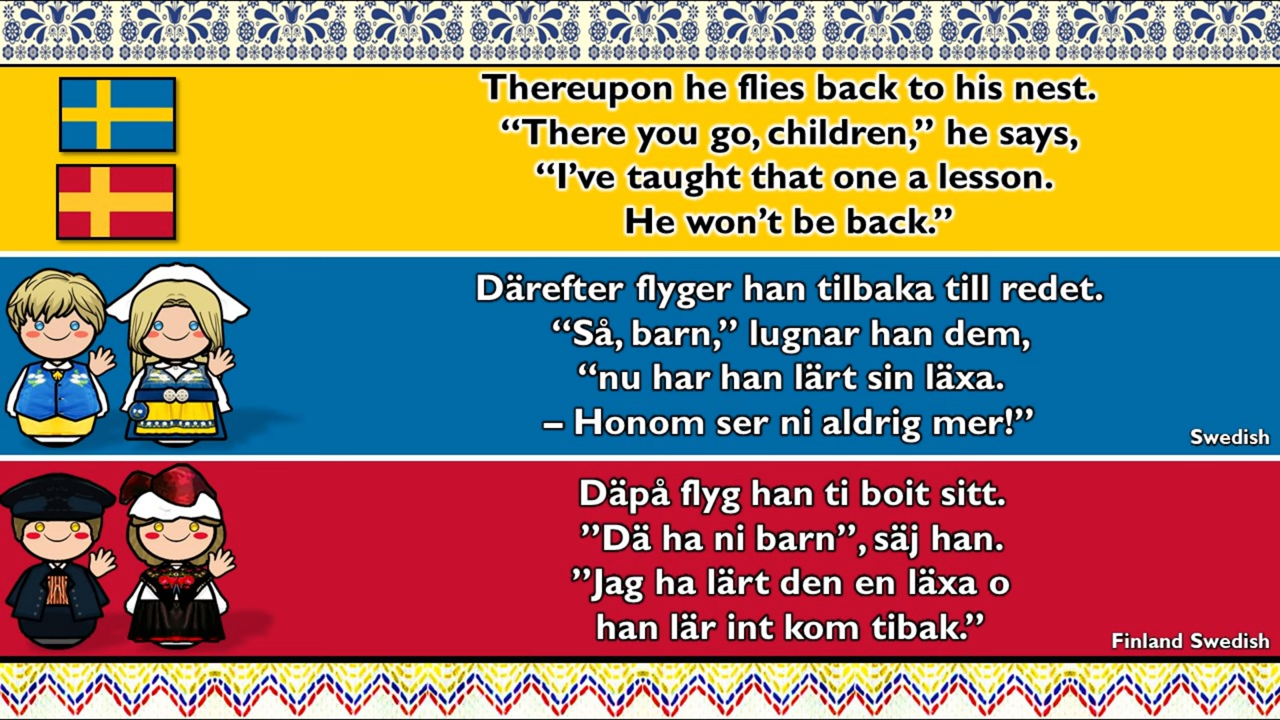 Thereupon he flies back to his nest.
“There you go, children,” he says,
“I’ve taught that one a lesson.
He won’t be back.”
Därefter flyger han tilbaka till redet.
“Så, barn,” lugnar han dem,
“nu har han lärt sin läxa.
– Honom ser ni aldrig mer!”
Swedish
Däpå flyg han ti boit sitt.
”Dä ha ni barn”, säj han.
”Jag ha lärt den en läxa o
han lär int kom tibak.”
Finland Swedish